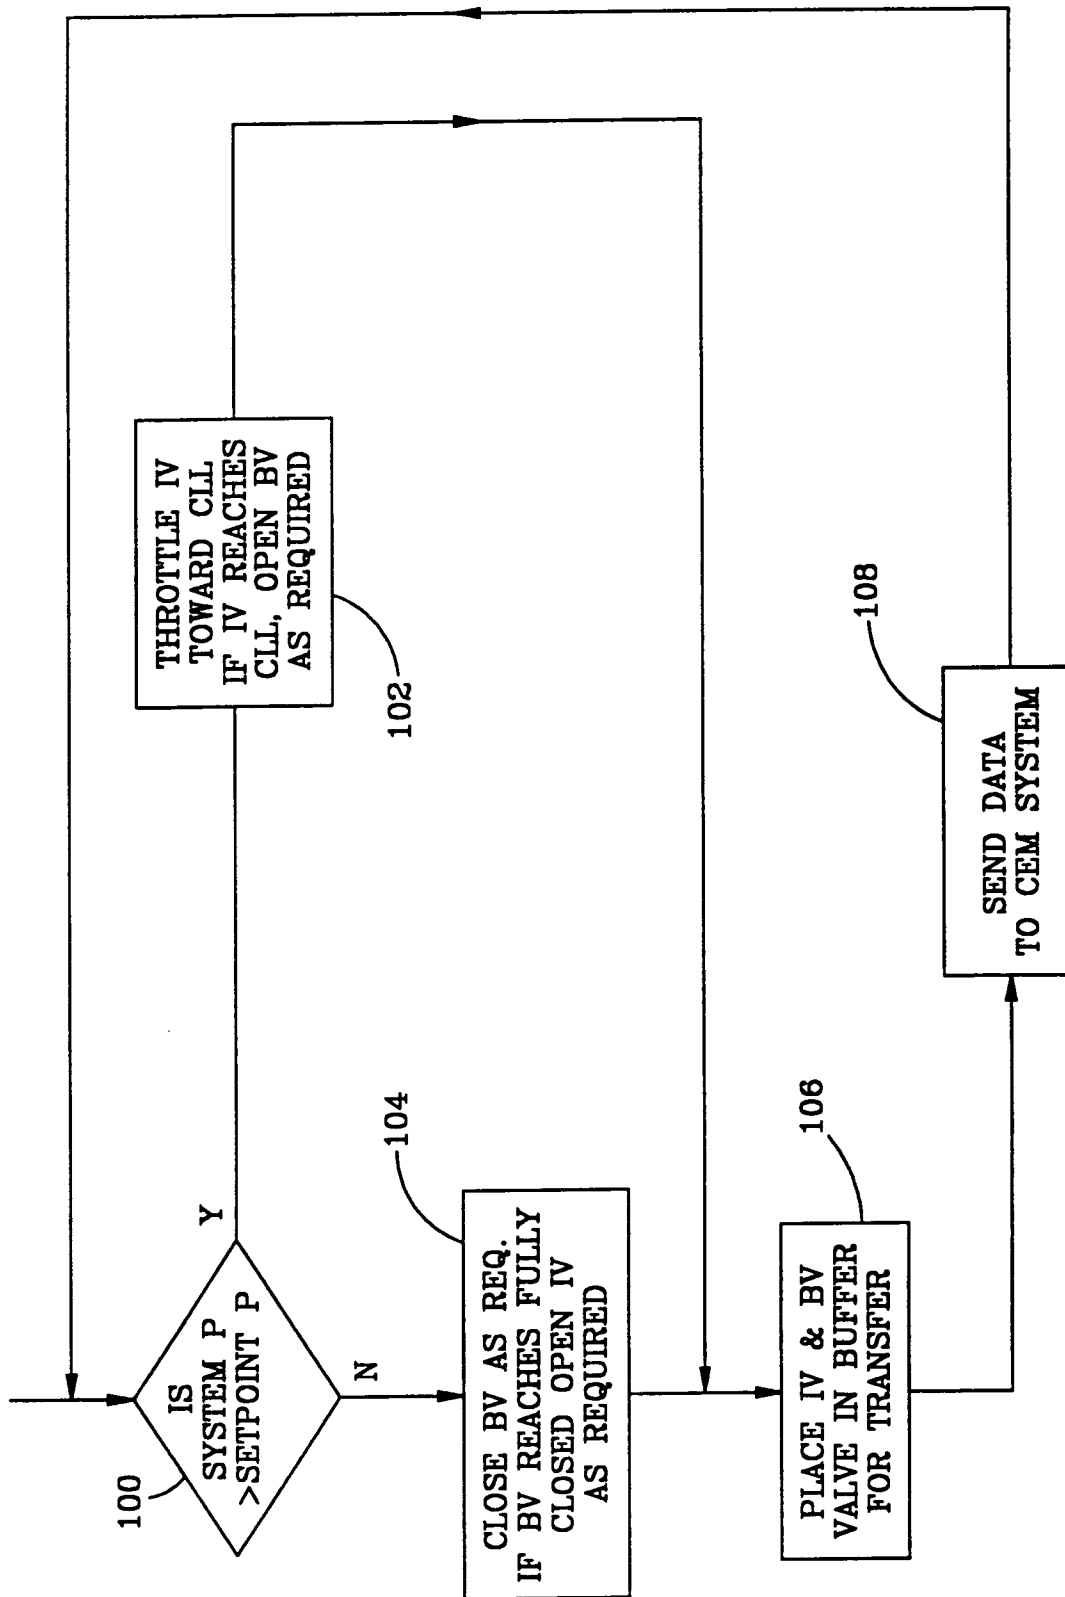 IS
SYSTEM P
>SETPOINT P
100
Y
N
THROTTLE IV
TOWARD CLL
IF IV REACHES
CLL, OPEN BV
AS REQUIRED
102
CLOSE BV AS REQ.
IF BV REACHES FULLY
CLOSED OPEN IV
AS REQUIRED
104
PLACE IV & BV
VALVE IN BUFFER
FOR TRANSFER
106
SEND DATA
TO CEM SYSTEM
108